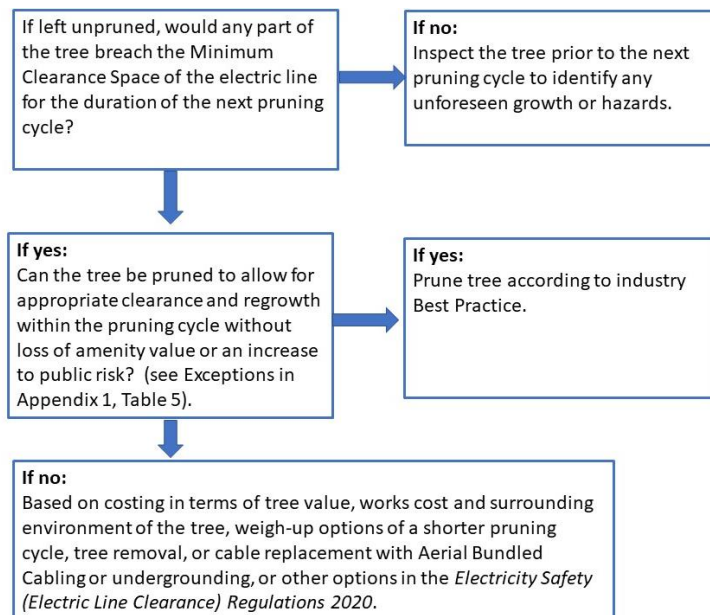 If left unpruned, would any part of
the tree breach the Minimum
Clearance Space of the electric line
for the duration of the next pruning
cycle?
If no:
Inspect the tree prior to the next
pruning cycle to identify any
unforeseen growth or hazards.
If yes:
Can the tree be pruned to allow for
appropriate clearance and regrowth
within the pruning cycle without
loss of amenity value or an increase
to public risk? (see Exceptions in
Appendix 1, Table 5).
If yes:
Prune tree according to industry
Best Practice.
If no:
Based on costing in terms of tree value, works cost and surrounding
environment of the tree, weigh-up options of a shorter pruning
cycle, tree removal, or cable replacement with Aerial Bundled
Cabling or undergrounding, or other options in the Electricity Safety
(Electric Line Clearance) Regulations 2020.